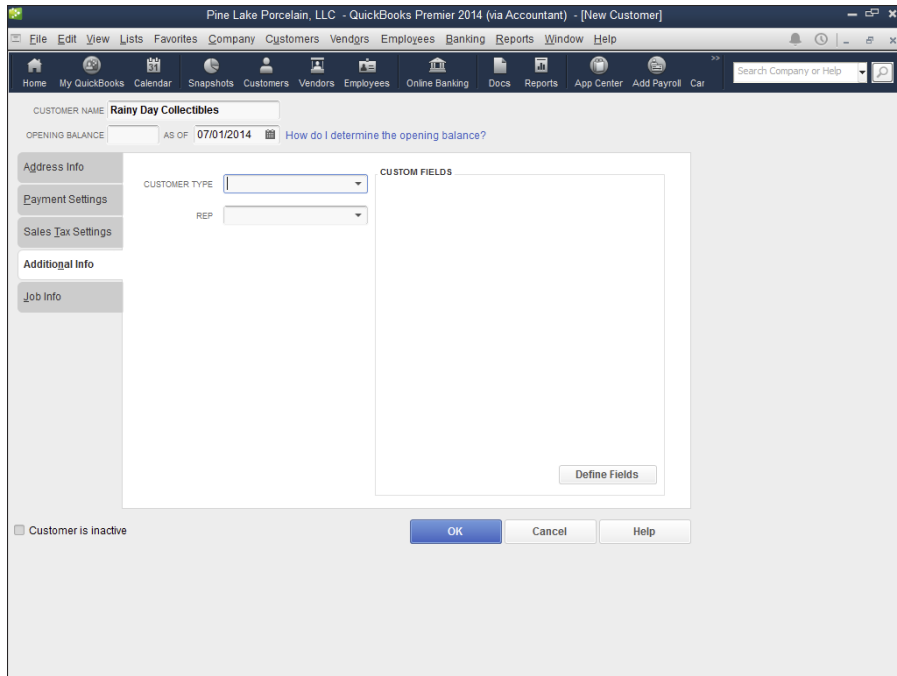 Pine Lake Porcelain, LLC - QuickBooks Premier 2014 (via Accountant) - [New Customer]
File Edit View Lists Favorites Company Customers Vendors Employees Banking Reports Window Help
31
Home My QuickBooks Calendar Snapshots Customers Vendors Employees Online Banking Docs Reports App Center Add Payroll Car
Search Company or Help
CUSTOMER NAME Rainy Day Collectibles
OPENING BALANCE AS OF 07/01/2014 How do I determine the opening balance?
Address Info
Payment Settings
Sales Tax Settings
Additional Info
Job Info
CUSTOMER TYPE
REP
CUSTOM FIELDS
Define Fields
Customer is inactive
OK Cancel Help